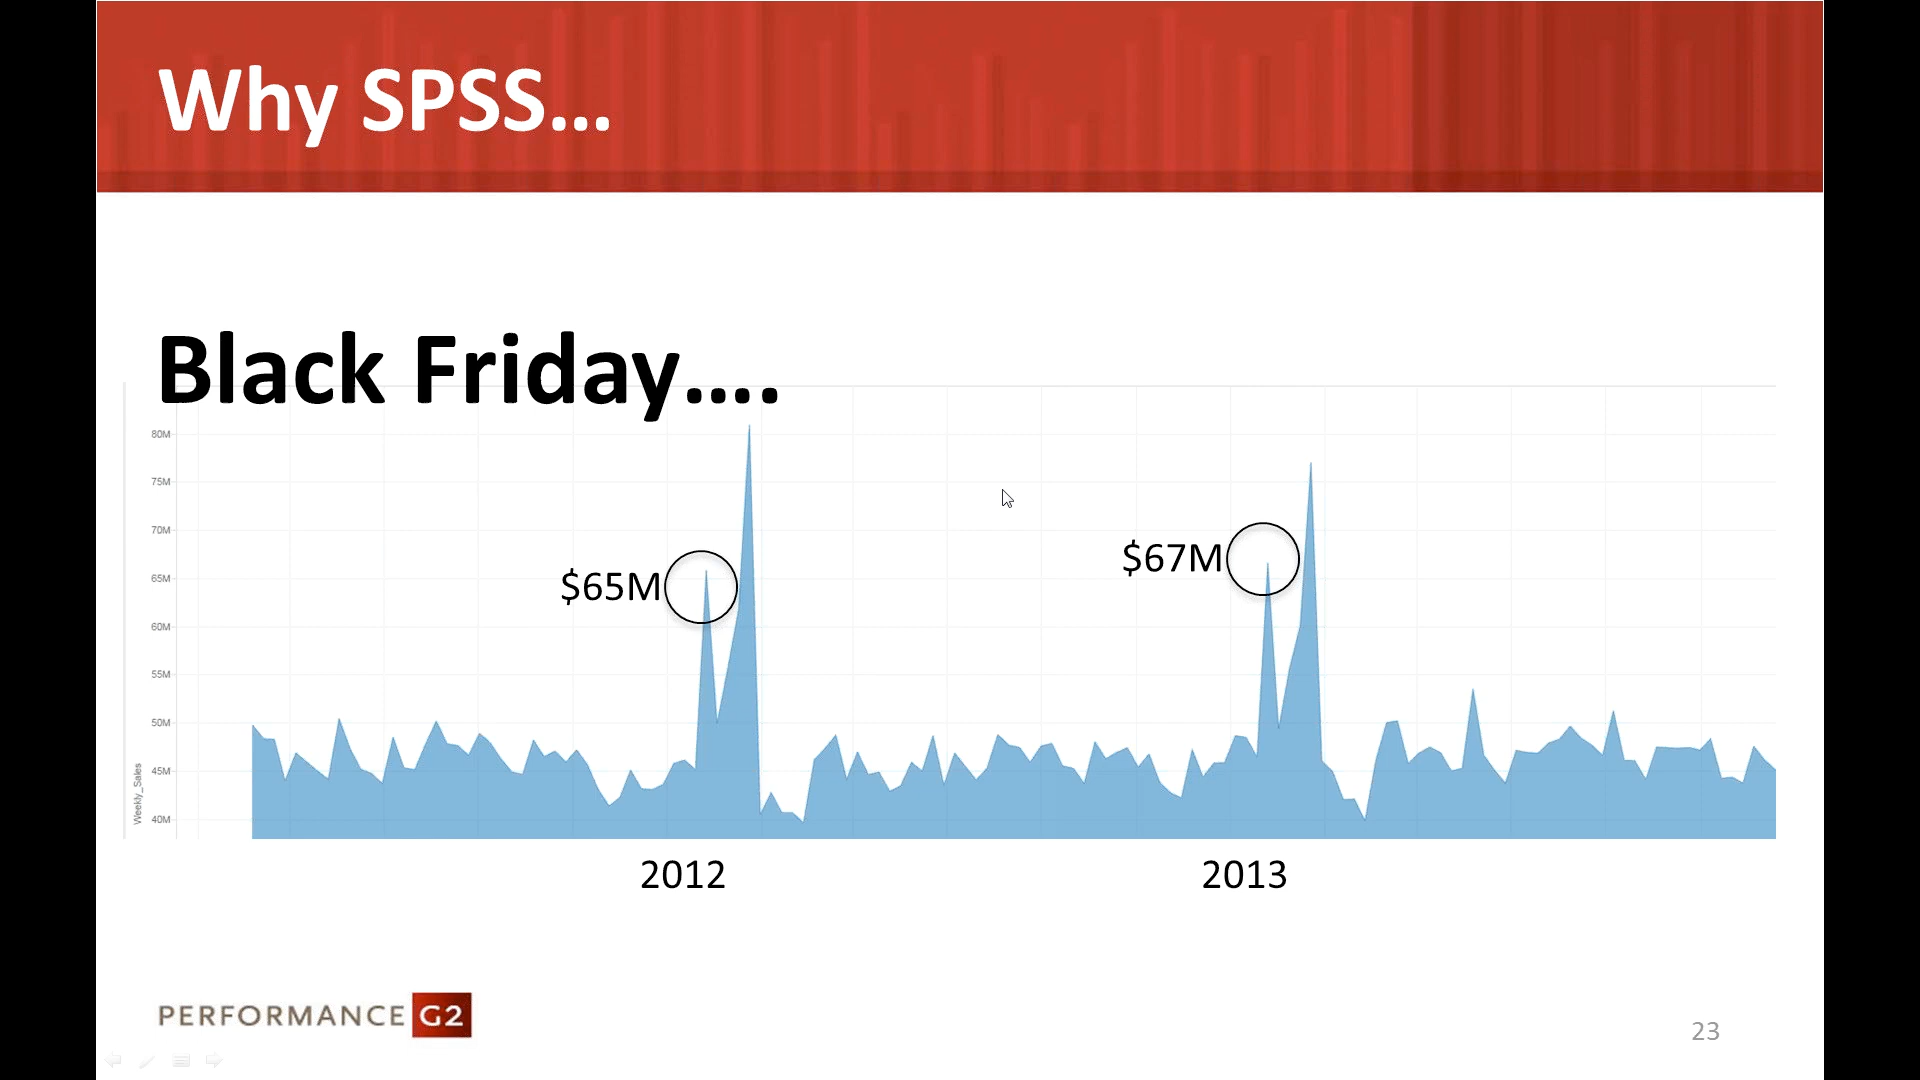 Why SPSS...
Black Friday....
80M
75M
70M
65M
60M
55M
50M
45M
40M
Weekly_Sales
$65M
$67M
2012
2013
PERFORMANCE G2
23